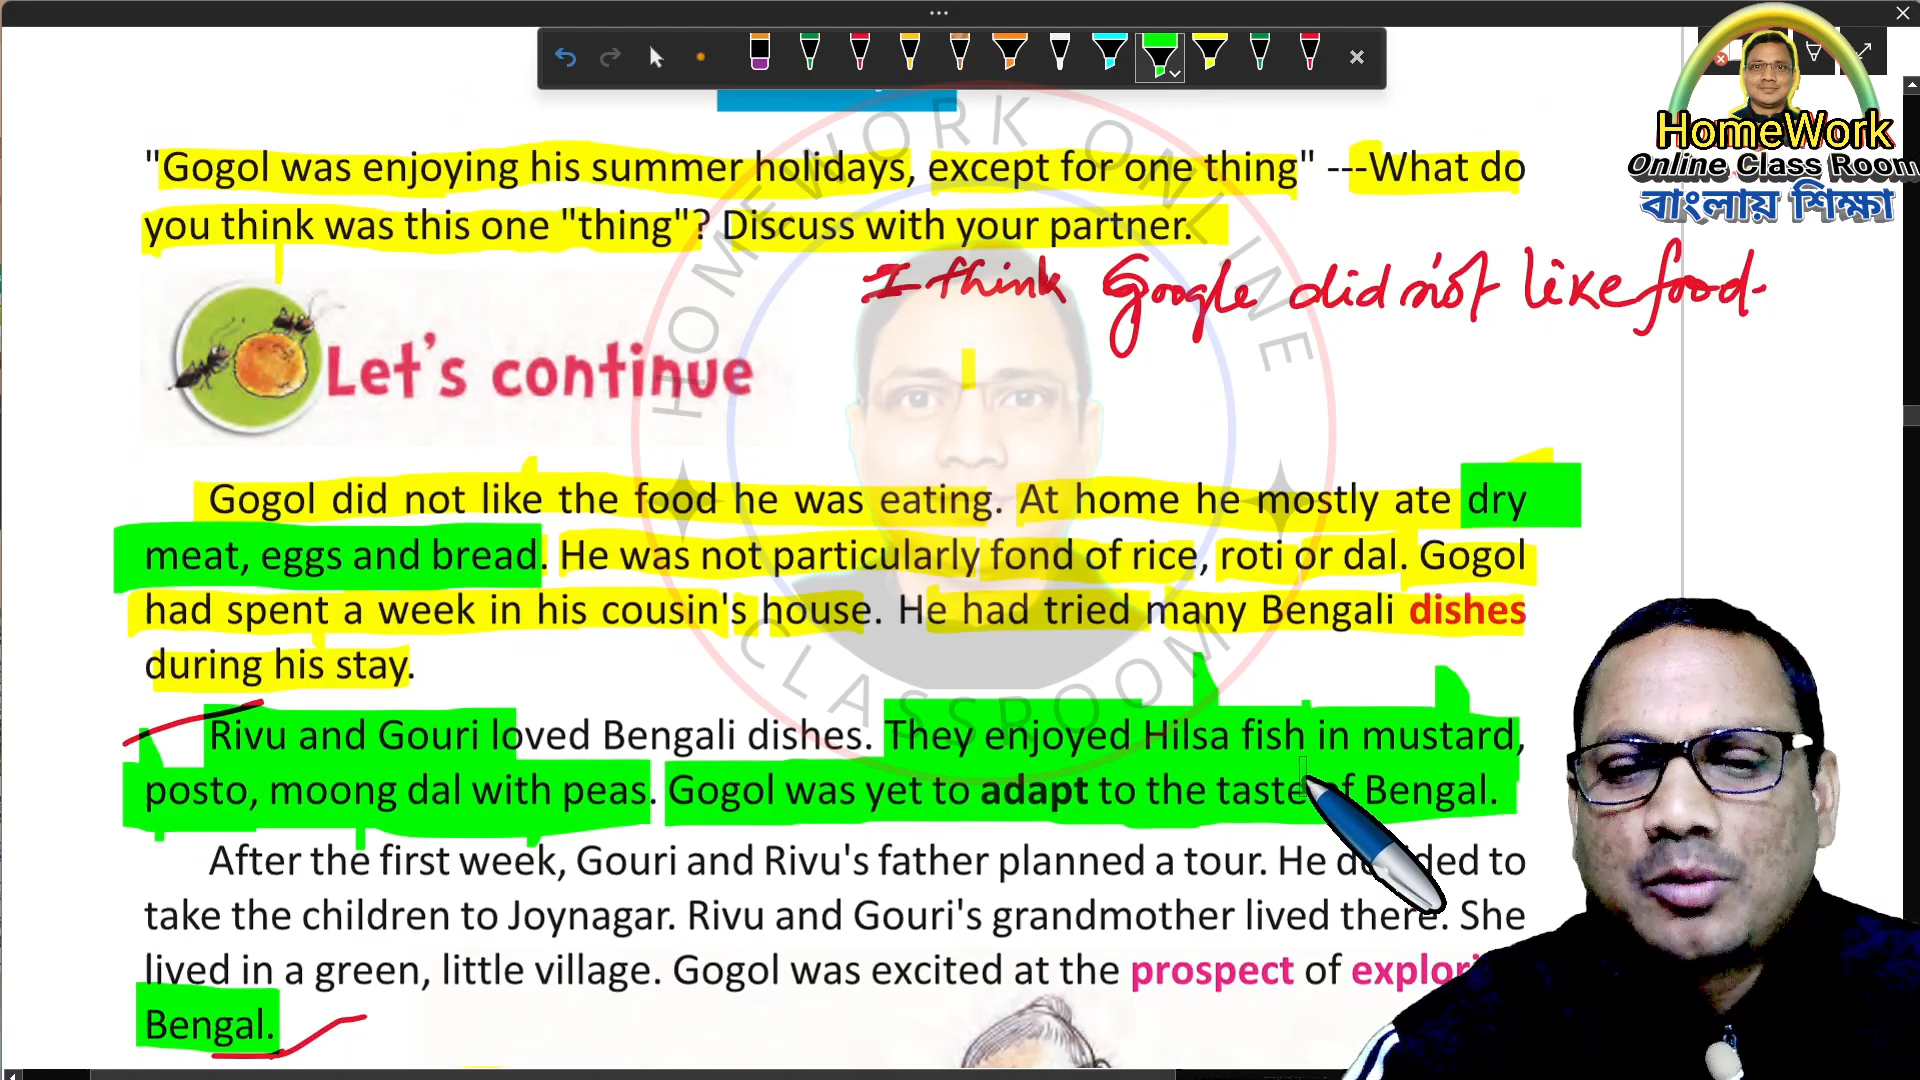 HomeWork
Online Class Room
বাংলায় শিক্ষা
"Gogol was enjoying his summer holidays, except for one thing" ---What do
you think was this one "thing"? Discuss with your partner.
I think Google did not like food.
Let's continue
HOMEWORK ONLINE
CLASSROOM
Gogol did not like the food he was eating. At home he mostly ate dry
meat, eggs and bread. He was not particularly fond of rice, roti or dal. Gogol
had spent a week in his cousin's house. He had tried many Bengali dishes
during his stay.
Rivu and Gouri loved Bengali dishes. They enjoyed Hilsa fish in mustard,
posto, moong dal with peas. Gogol was yet to adapt to the taste of Bengal.
After the first week, Gouri and Rivu's father planned a tour. He decided to
take the children to Joynagar. Rivu and Gouri's grandmother lived there. She
lived in a green, little village. Gogol was excited at the prospect of explori
Bengal.